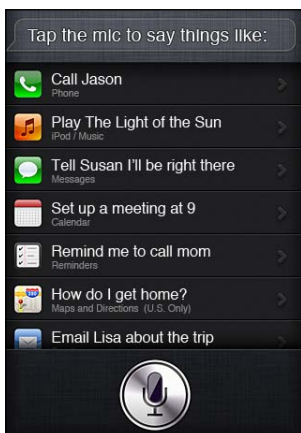 Tap the mic to say things like:
Call Jason
Phone
Play The Light of the Sun
iPod / Music
Tell Susan I'll be right there
Messages
Set up a meeting at 9
Calendar
Remind me to call mom
Reminders
How do I get home?
Maps and Directions (U.S. Only)
Email Lisa about the trip